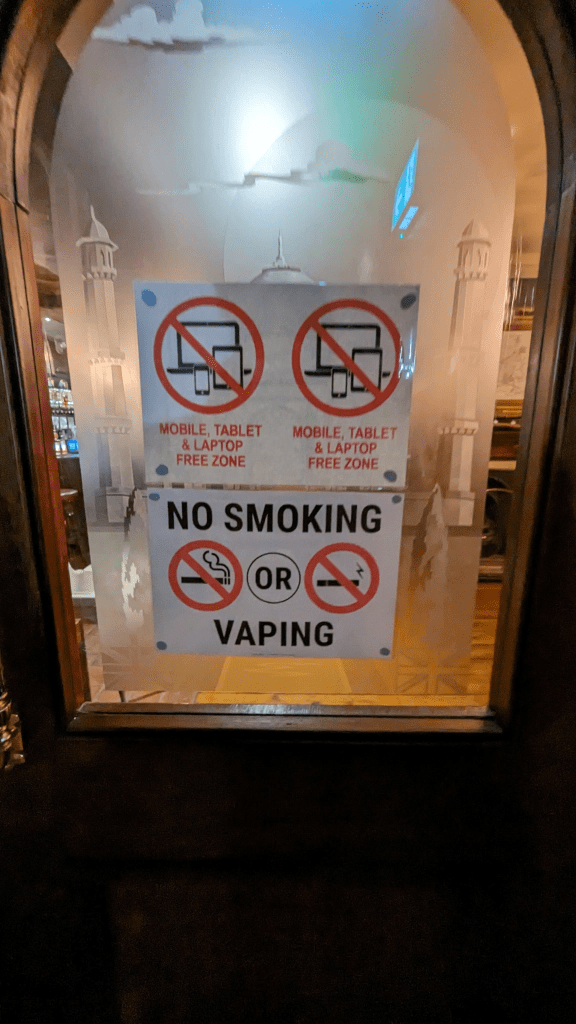 MOBILE, TABLET
& LAPTOP
FREE ZONE
MOBILE, TABLET
& LAPTOP
FREE ZONE
NO SMOKING
OR
VAPING